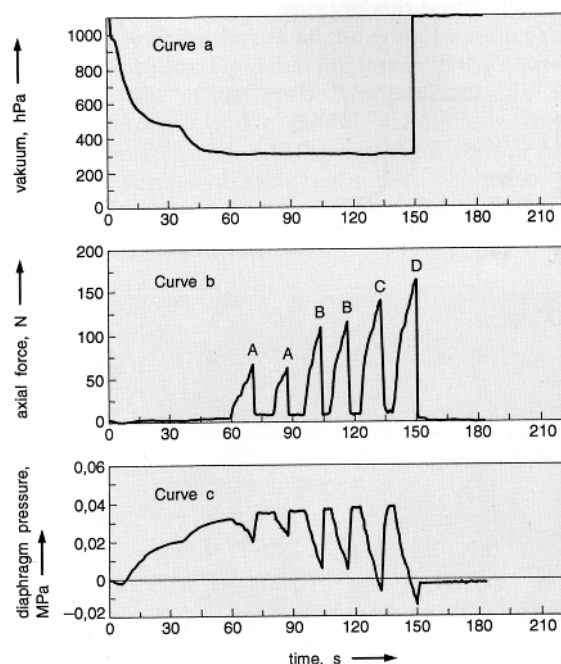 vakuum, hPa
1000
800
600
400
200
0
Curve a
0 30 60 90 120 150 180 210
axial force, N
200
150
100
50
0
Curve b
A A B B C D
0 30 60 90 120 150 180 210
diaphragm pressure,
MPa
0,06
0,04
0,02
0
−0,02
Curve c
0 30 60 90 120 150 180 210
time, s